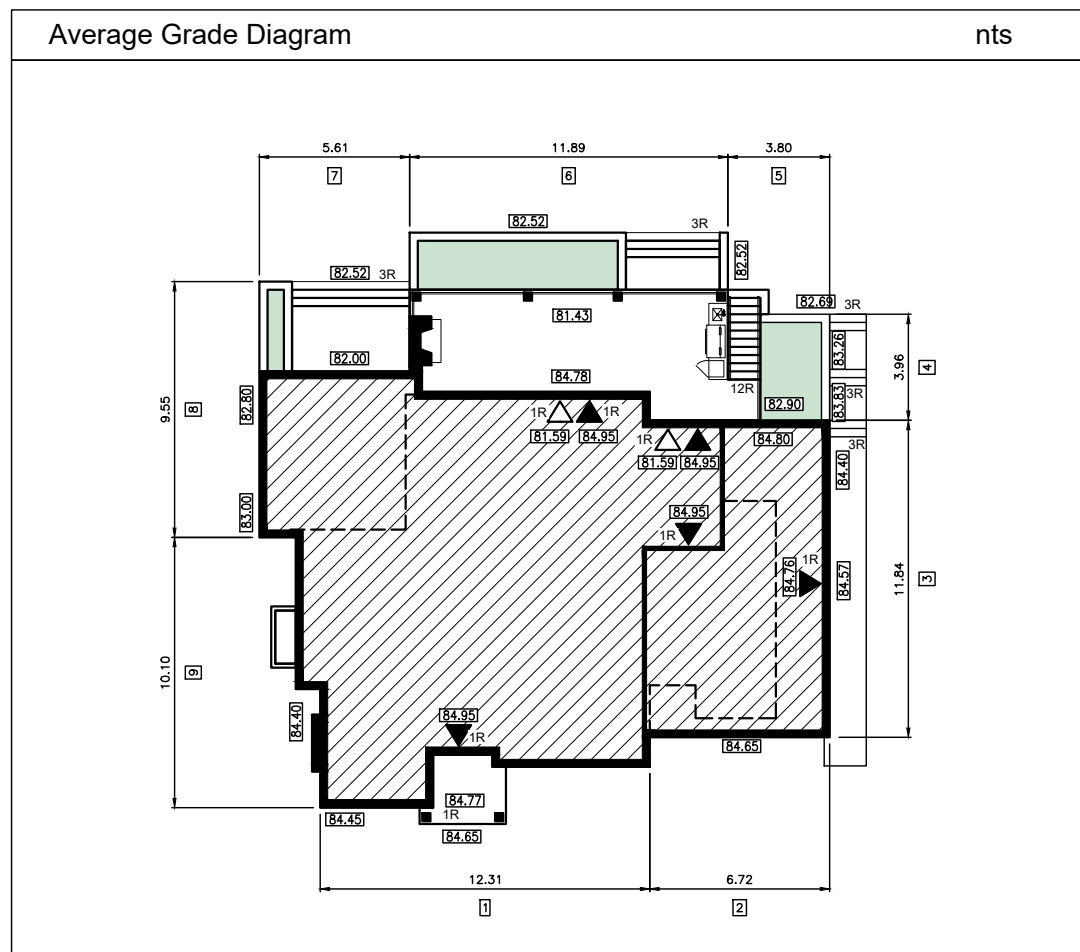 Average Grade Diagram nts
5.61 11.89 3.80
7 6 5
82.52 3R
82.52
82.52 3R
82.69 3R
81.43
83.26
3.96 4
82.00
84.78
12R
83.83 3R
9.55 8
82.80
82.90
1R 1R
81.59 84.95
84.80
1R
81.59 84.95
3R
84.40
83.00
84.95
1R
1R
84.76
84.57
11.84 3
10.10 9
84.40
84.95
1R
84.65
84.77
84.45
1R
84.65
12.31 6.72
1 2